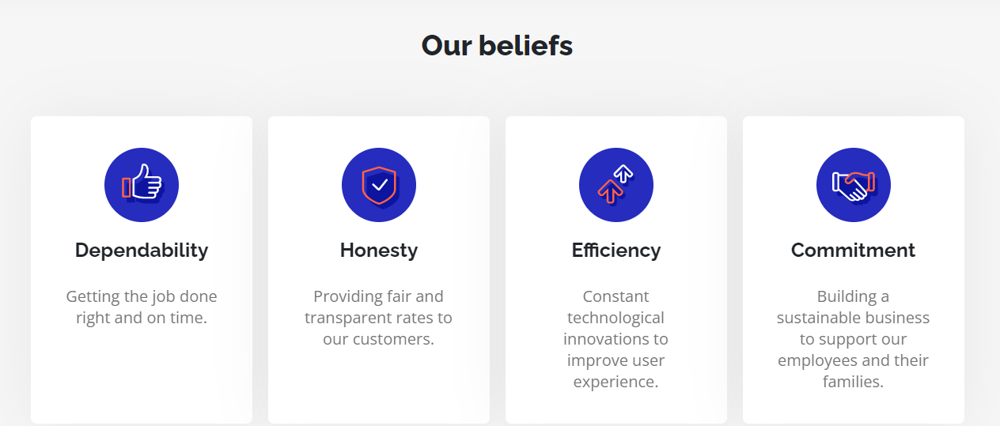 Our beliefs
Dependability
Getting the job done
right and on time.
Honesty
Providing fair and
transparent rates to
our customers.
Efficiency
Constant
technological
innovations to
improve user
experience.
Commitment
Building a
sustainable business
to support our
employees and their
families.